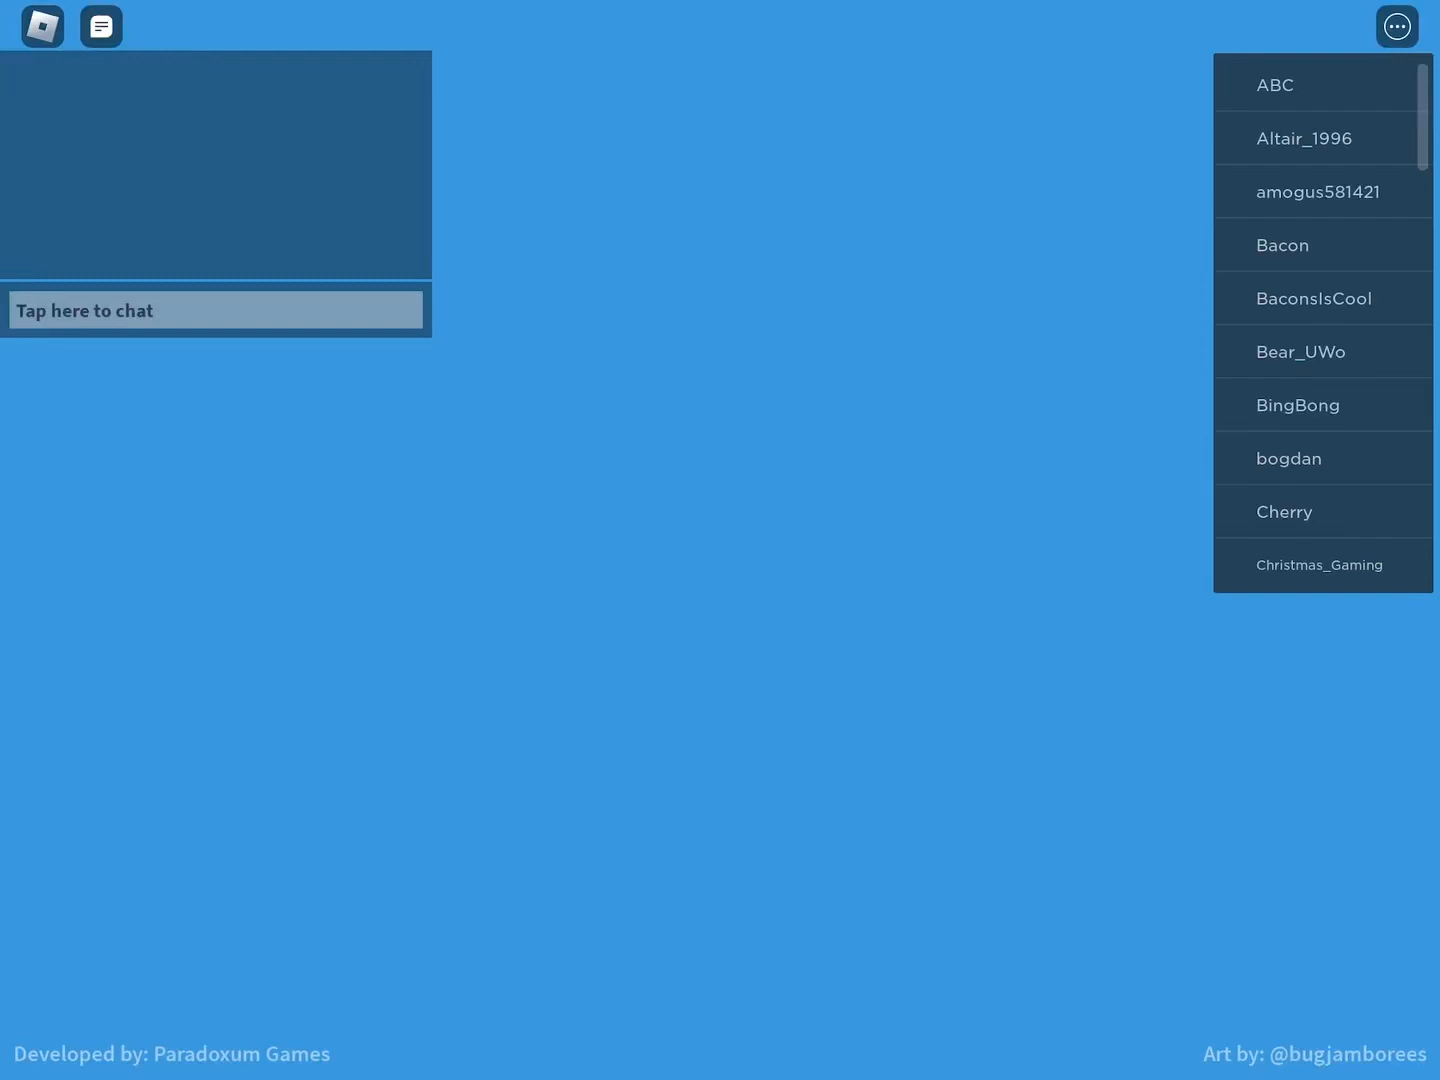 Tap here to chat
ABC
Altair_1996
amogus581421
Bacon
BaconsIsCool
Bear_UWo
BingBong
bogdan
Cherry
Christmas_Gaming
Developed by: Paradoxum Games
Art by: @bugjamborees